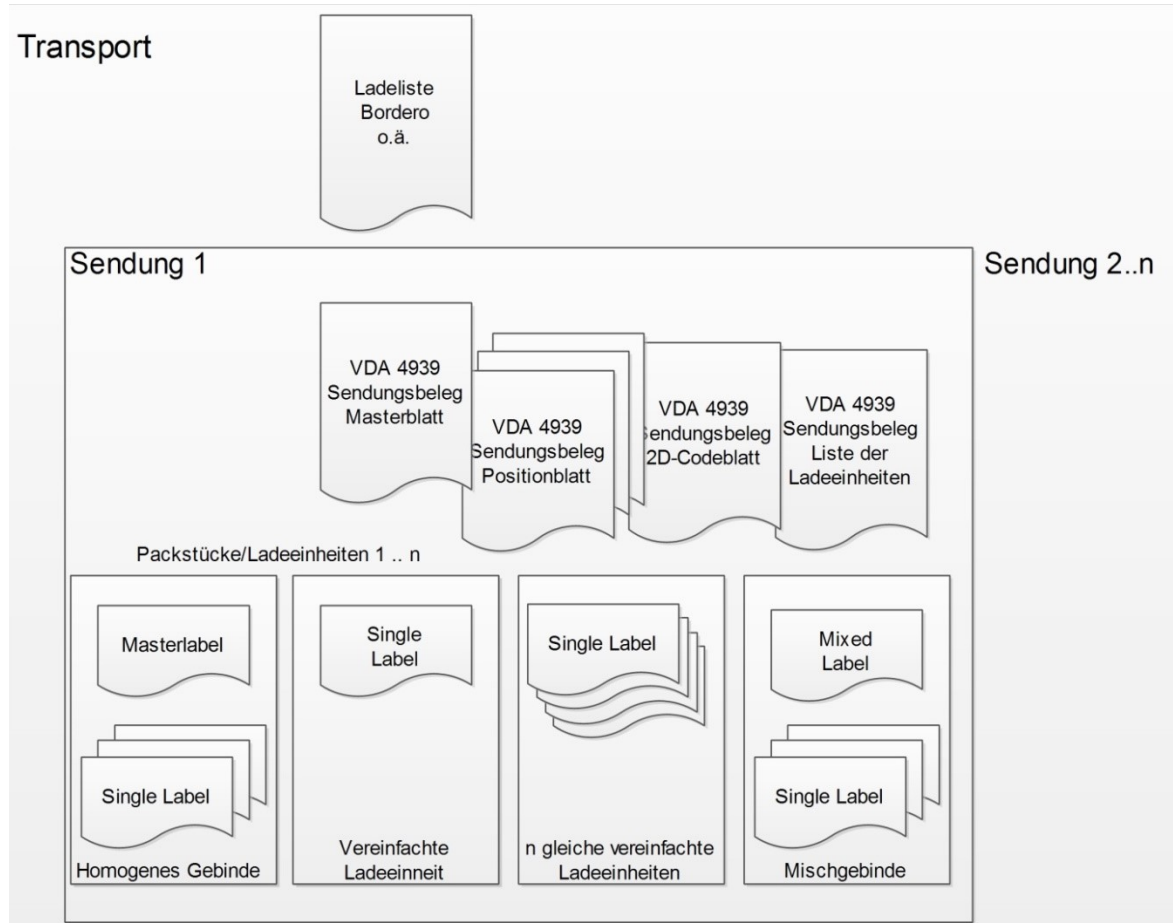 Transport
Ladeliste
Bordero
o.ä.
Sendung 1
Sendung 2..n
VDA 4939
Sendungsbeleg
Masterblatt
VDA 4939
Sendungsbeleg
Positionblatt
VDA 4939
Sendungsbeleg
2D-Codeblatt
VDA 4939
Sendungsbeleg
Liste der
Ladeeinheiten
Packstücke/Ladeeinheiten 1 .. n
Masterlabel
Single Label
Homogenes Gebinde
Single
Label
Vereinfachte
Ladeeinneit
Single Label
n gleiche vereinfachte
Ladeeinheiten
Mixed
Label
Single Label
Mischgebinde